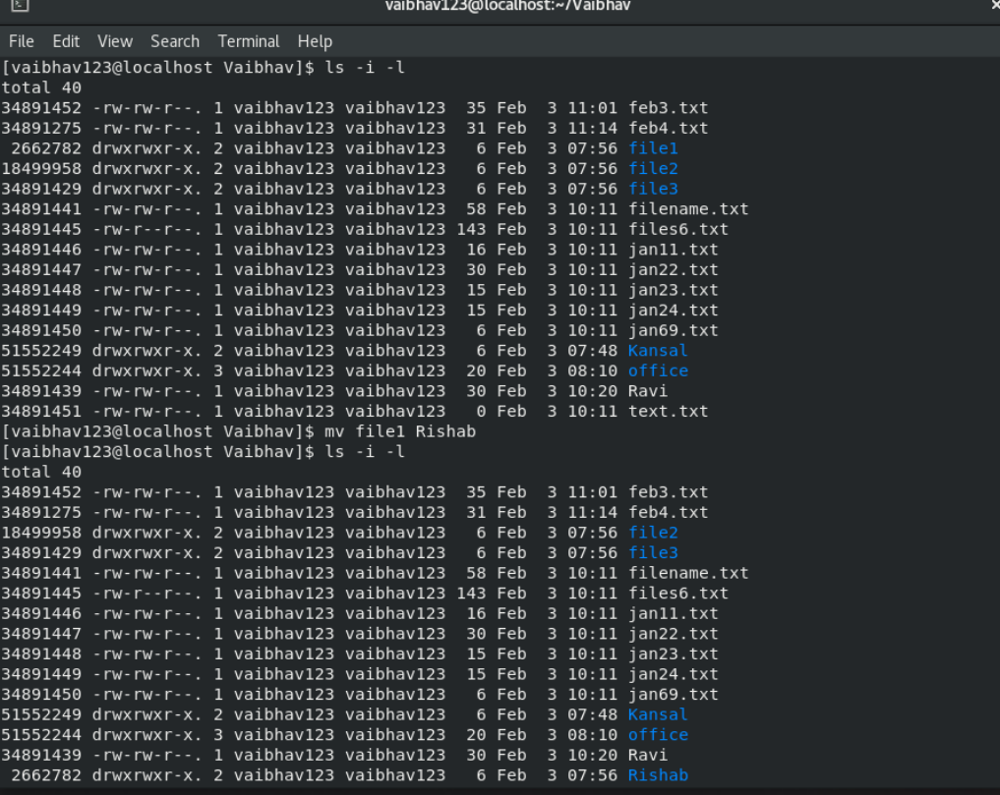 vaibhav123@localhost:~/Vaibhav
File Edit View Search Terminal Help
[vaibhav123@localhost Vaibhav]$ ls -i -l
total 40
34891452 -rw-rw-r--. 1 vaibhav123 vaibhav123  35 Feb  3 11:01 feb3.txt
34891275 -rw-rw-r--. 1 vaibhav123 vaibhav123  31 Feb  3 11:14 feb4.txt
 2662782 drwxrwxr-x. 2 vaibhav123 vaibhav123   6 Feb  3 07:56 file1
18499958 drwxrwxr-x. 2 vaibhav123 vaibhav123   6 Feb  3 07:56 file2
34891429 drwxrwxr-x. 2 vaibhav123 vaibhav123   6 Feb  3 07:56 file3
34891441 -rw-rw-r--. 1 vaibhav123 vaibhav123  58 Feb  3 10:11 filename.txt
34891445 -rw-r--r--. 1 vaibhav123 vaibhav123 143 Feb  3 10:11 files6.txt
34891446 -rw-rw-r--. 1 vaibhav123 vaibhav123  16 Feb  3 10:11 jan11.txt
34891447 -rw-rw-r--. 1 vaibhav123 vaibhav123  30 Feb  3 10:11 jan22.txt
34891448 -rw-rw-r--. 1 vaibhav123 vaibhav123  15 Feb  3 10:11 jan23.txt
34891449 -rw-rw-r--. 1 vaibhav123 vaibhav123  15 Feb  3 10:11 jan24.txt
34891450 -rw-rw-r--. 1 vaibhav123 vaibhav123   6 Feb  3 10:11 jan69.txt
51552249 drwxrwxr-x. 2 vaibhav123 vaibhav123   6 Feb  3 07:48 Kansal
51552244 drwxrwxr-x. 3 vaibhav123 vaibhav123  20 Feb  3 08:10 office
34891439 -rw-rw-r--. 1 vaibhav123 vaibhav123  30 Feb  3 10:20 Ravi
34891451 -rw-rw-r--. 1 vaibhav123 vaibhav123   0 Feb  3 10:11 text.txt
[vaibhav123@localhost Vaibhav]$ mv file1 Rishab
[vaibhav123@localhost Vaibhav]$ ls -i -l
total 40
34891452 -rw-rw-r--. 1 vaibhav123 vaibhav123  35 Feb  3 11:01 feb3.txt
34891275 -rw-rw-r--. 1 vaibhav123 vaibhav123  31 Feb  3 11:14 feb4.txt
18499958 drwxrwxr-x. 2 vaibhav123 vaibhav123   6 Feb  3 07:56 file2
34891429 drwxrwxr-x. 2 vaibhav123 vaibhav123   6 Feb  3 07:56 file3
34891441 -rw-rw-r--. 1 vaibhav123 vaibhav123  58 Feb  3 10:11 filename.txt
34891445 -rw-r--r--. 1 vaibhav123 vaibhav123 143 Feb  3 10:11 files6.txt
34891446 -rw-rw-r--. 1 vaibhav123 vaibhav123  16 Feb  3 10:11 jan11.txt
34891447 -rw-rw-r--. 1 vaibhav123 vaibhav123  30 Feb  3 10:11 jan22.txt
34891448 -rw-rw-r--. 1 vaibhav123 vaibhav123  15 Feb  3 10:11 jan23.txt
34891449 -rw-rw-r--. 1 vaibhav123 vaibhav123  15 Feb  3 10:11 jan24.txt
34891450 -rw-rw-r--. 1 vaibhav123 vaibhav123   6 Feb  3 10:11 jan69.txt
51552249 drwxrwxr-x. 2 vaibhav123 vaibhav123   6 Feb  3 07:48 Kansal
51552244 drwxrwxr-x. 3 vaibhav123 vaibhav123  20 Feb  3 08:10 office
34891439 -rw-rw-r--. 1 vaibhav123 vaibhav123  30 Feb  3 10:20 Ravi
 2662782 drwxrwxr-x. 2 vaibhav123 vaibhav123   6 Feb  3 07:56 Rishab